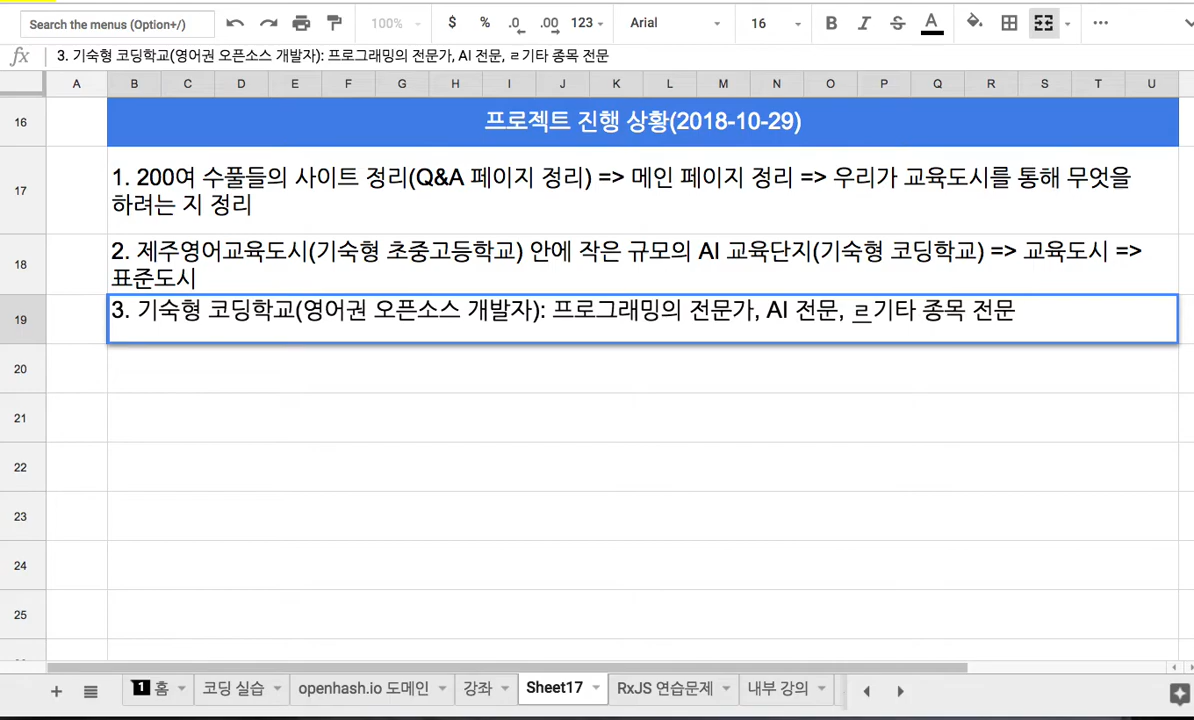 Search the menus (Option+/)
100%
$ % .0 .00 123
Arial
16
B I S A
fx
3. 기숙형 코딩학교(영어권 오픈소스 개발자): 프로그래밍의 전문가, AI 전문, ㄹ기타 종목 전문
A B C D E F G H I J K L M N O P Q R S T U
16
프로젝트 진행 상황(2018-10-29)
17
1. 200여 수풀들의 사이트 정리(Q&A 페이지 정리) => 메인 페이지 정리 => 우리가 교육도시를 통해 무엇을
하려는 지 정리
18
2. 제주영어교육도시(기숙형 초중고등학교) 안에 작은 규모의 AI 교육단지(기숙형 코딩학교) => 교육도시 =>
표준도시
19
3. 기숙형 코딩학교(영어권 오픈소스 개발자): 프로그래밍의 전문가, AI 전문, ㄹ기타 종목 전문
20
21
22
23
24
25
1 홈
코딩 실습
openhash.io 도메인
강좌
Sheet17
RxJS 연습문제
내부 강의